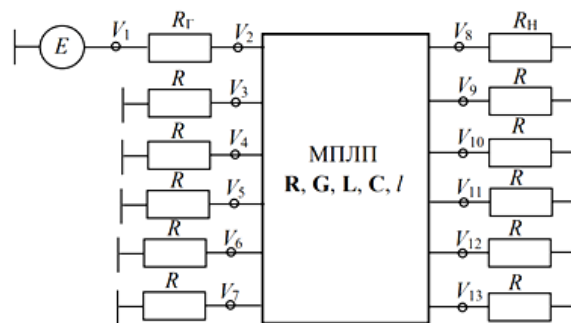 E V1 RГ V2 V8 RН
R V3 V9 R
R V4 V10 R
МПЛП
R, G, L, C, l
R V5 V11 R
R V6 V12 R
R V7 V13 R